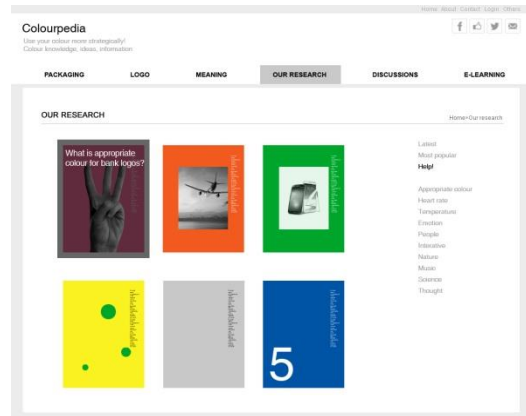 Home About Contact Login Others
Colourpedia
Use your colour more strategically!
Colour knowledge, ideas, information
PACKAGING LOGO MEANING OUR RESEARCH DISCUSSIONS E-LEARNING
OUR RESEARCH
Home>Our research
What is appropriate
colour for bank logos?
5
Latest
Most popular
Help!
Appropriate colour
Heart rate
Temperature
Emotion
People
Interative
Nature
Music
Science
Thought